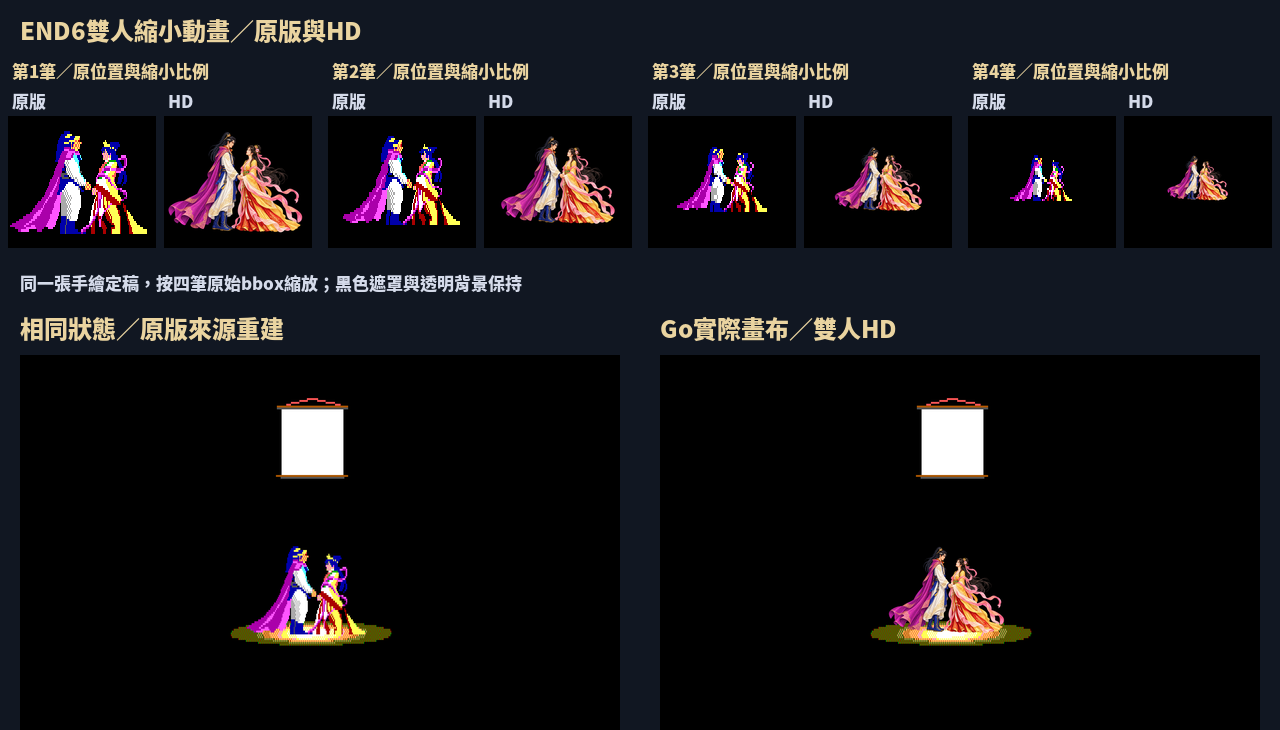 END6雙人縮小動畫／原版與HD
第1筆／原位置與縮小比例
原版
HD
第2筆／原位置與縮小比例
原版
HD
第3筆／原位置與縮小比例
原版
HD
第4筆／原位置與縮小比例
原版
HD
同一張手繪定稿，按四筆原始bbox縮放；黑色遮罩與透明背景保持
相同狀態／原版來源重建
Go實際畫布／雙人HD